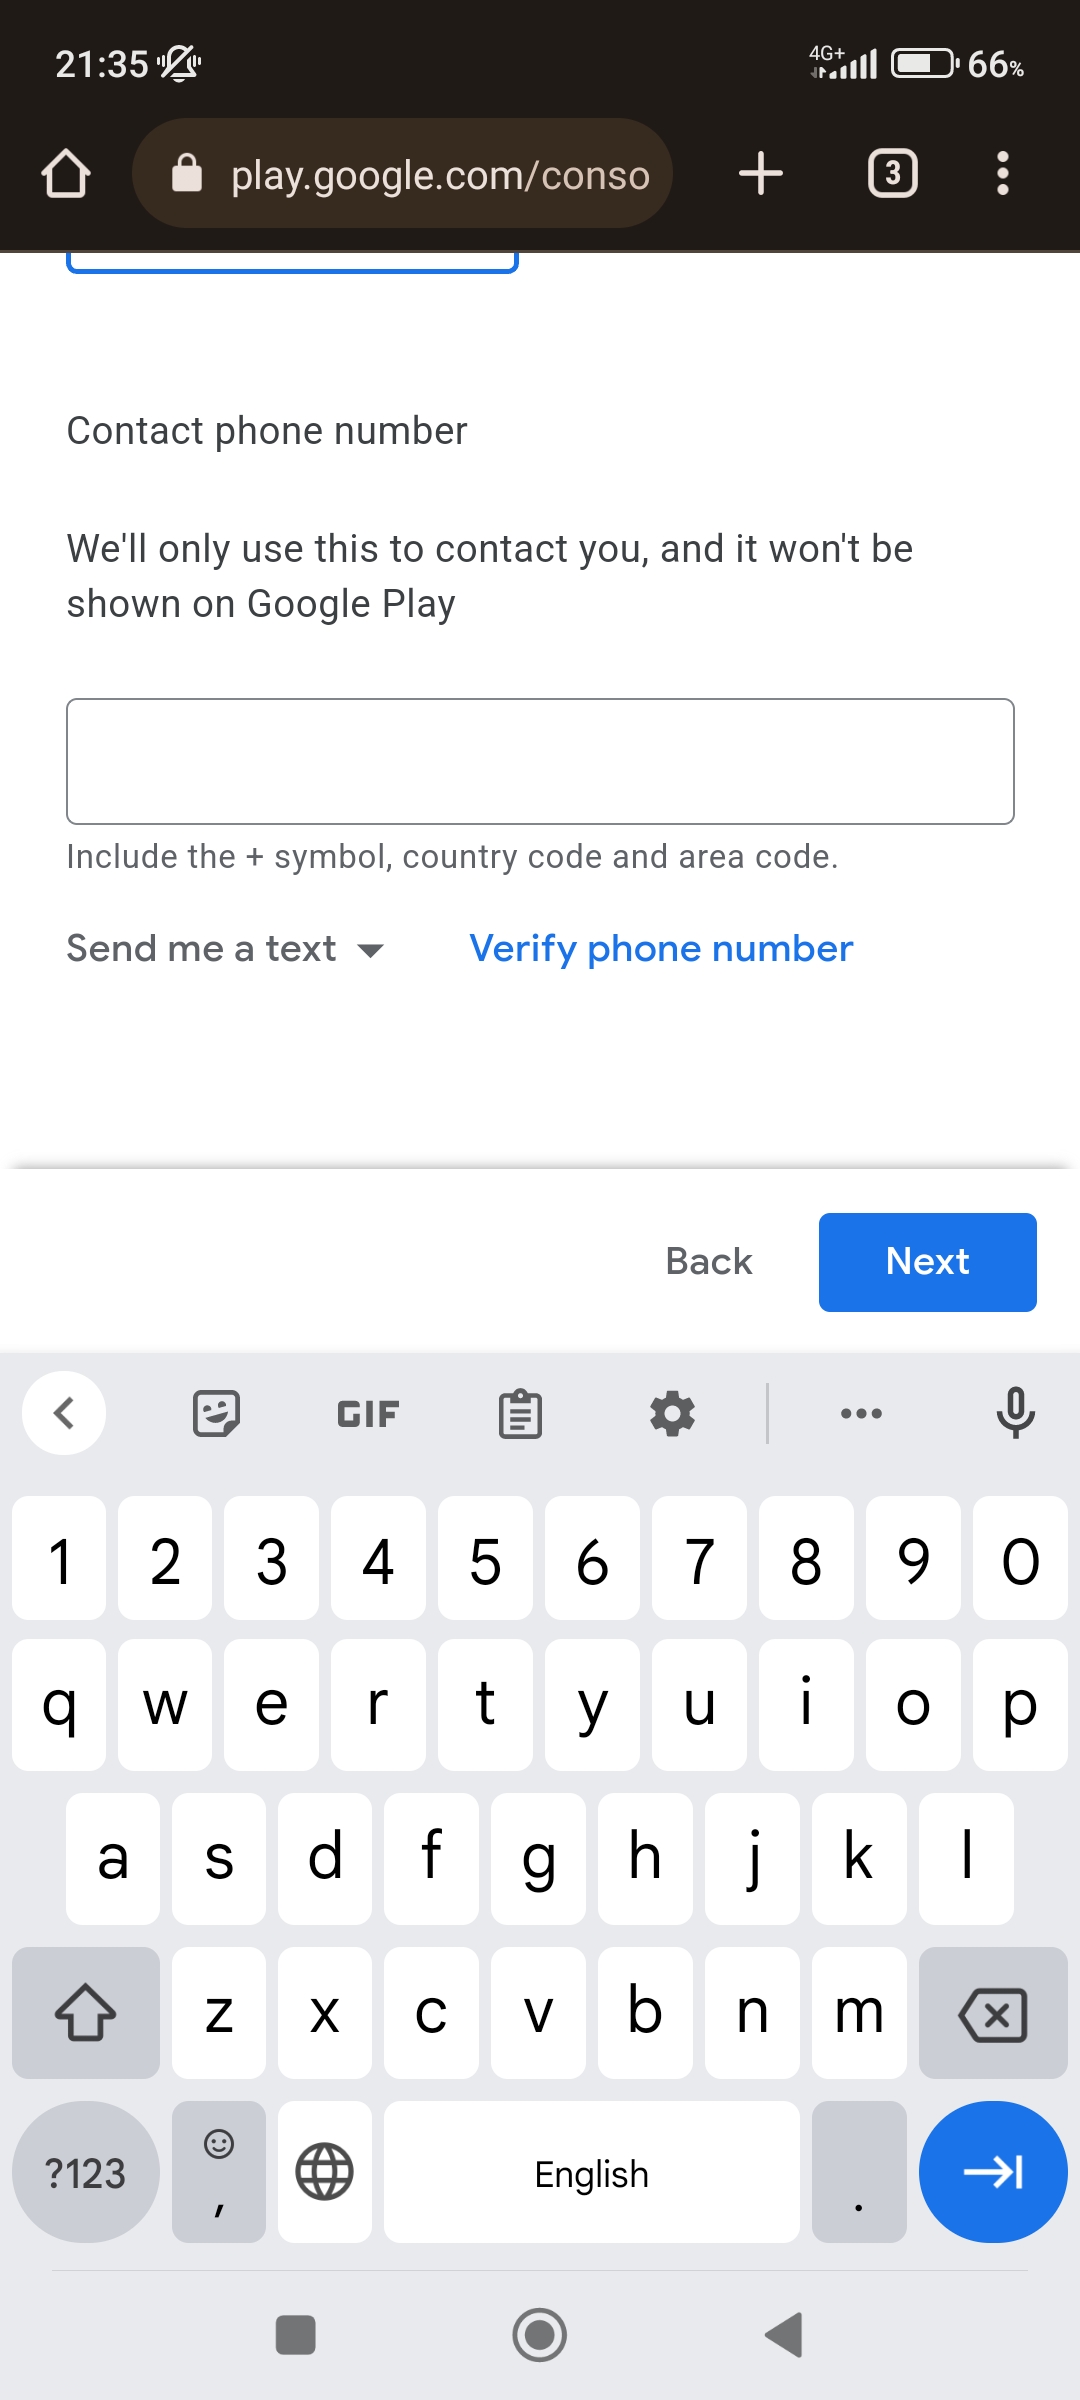 21:35 4G+ 66%
play.google.com/conso 3
Contact phone number
We'll only use this to contact you, and it won't be
shown on Google Play
Include the + symbol, country code and area code.
Send me a text Verify phone number
Back Next
GIF
1 2 3 4 5 6 7 8 9 0
q w e r t y u i o p
a s d f g h j k l
z x c v b n m
?123 , English .